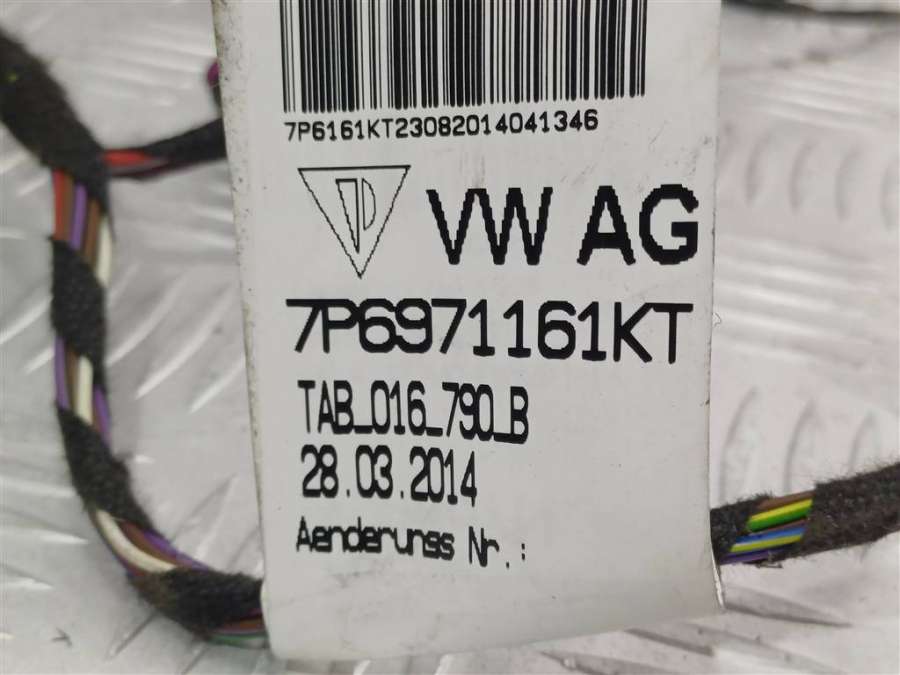 7P6161KT23082014041346
VW AG
7P6971161KT
TAB_016_790_B
28.03.2014
Aenderunss Nr.: